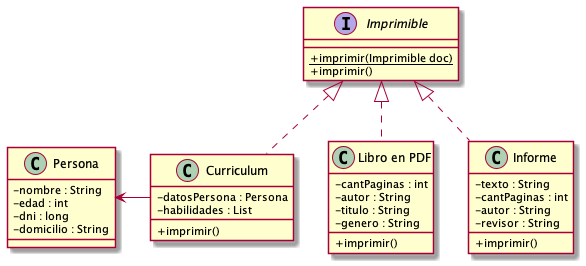 I Imprimible
+imprimir(Imprimible doc)
+imprimir()
C Persona
-nombre : String
-edad : int
-dni : long
-domicilio : String
C Curriculum
-datosPersona : Persona
-habilidades : List
+imprimir()
C Libro en PDF
-cantPaginas : int
-autor : String
-titulo : String
-genero : String
+imprimir()
C Informe
-texto : String
-cantPaginas : int
-autor : String
-revisor : String
+imprimir()